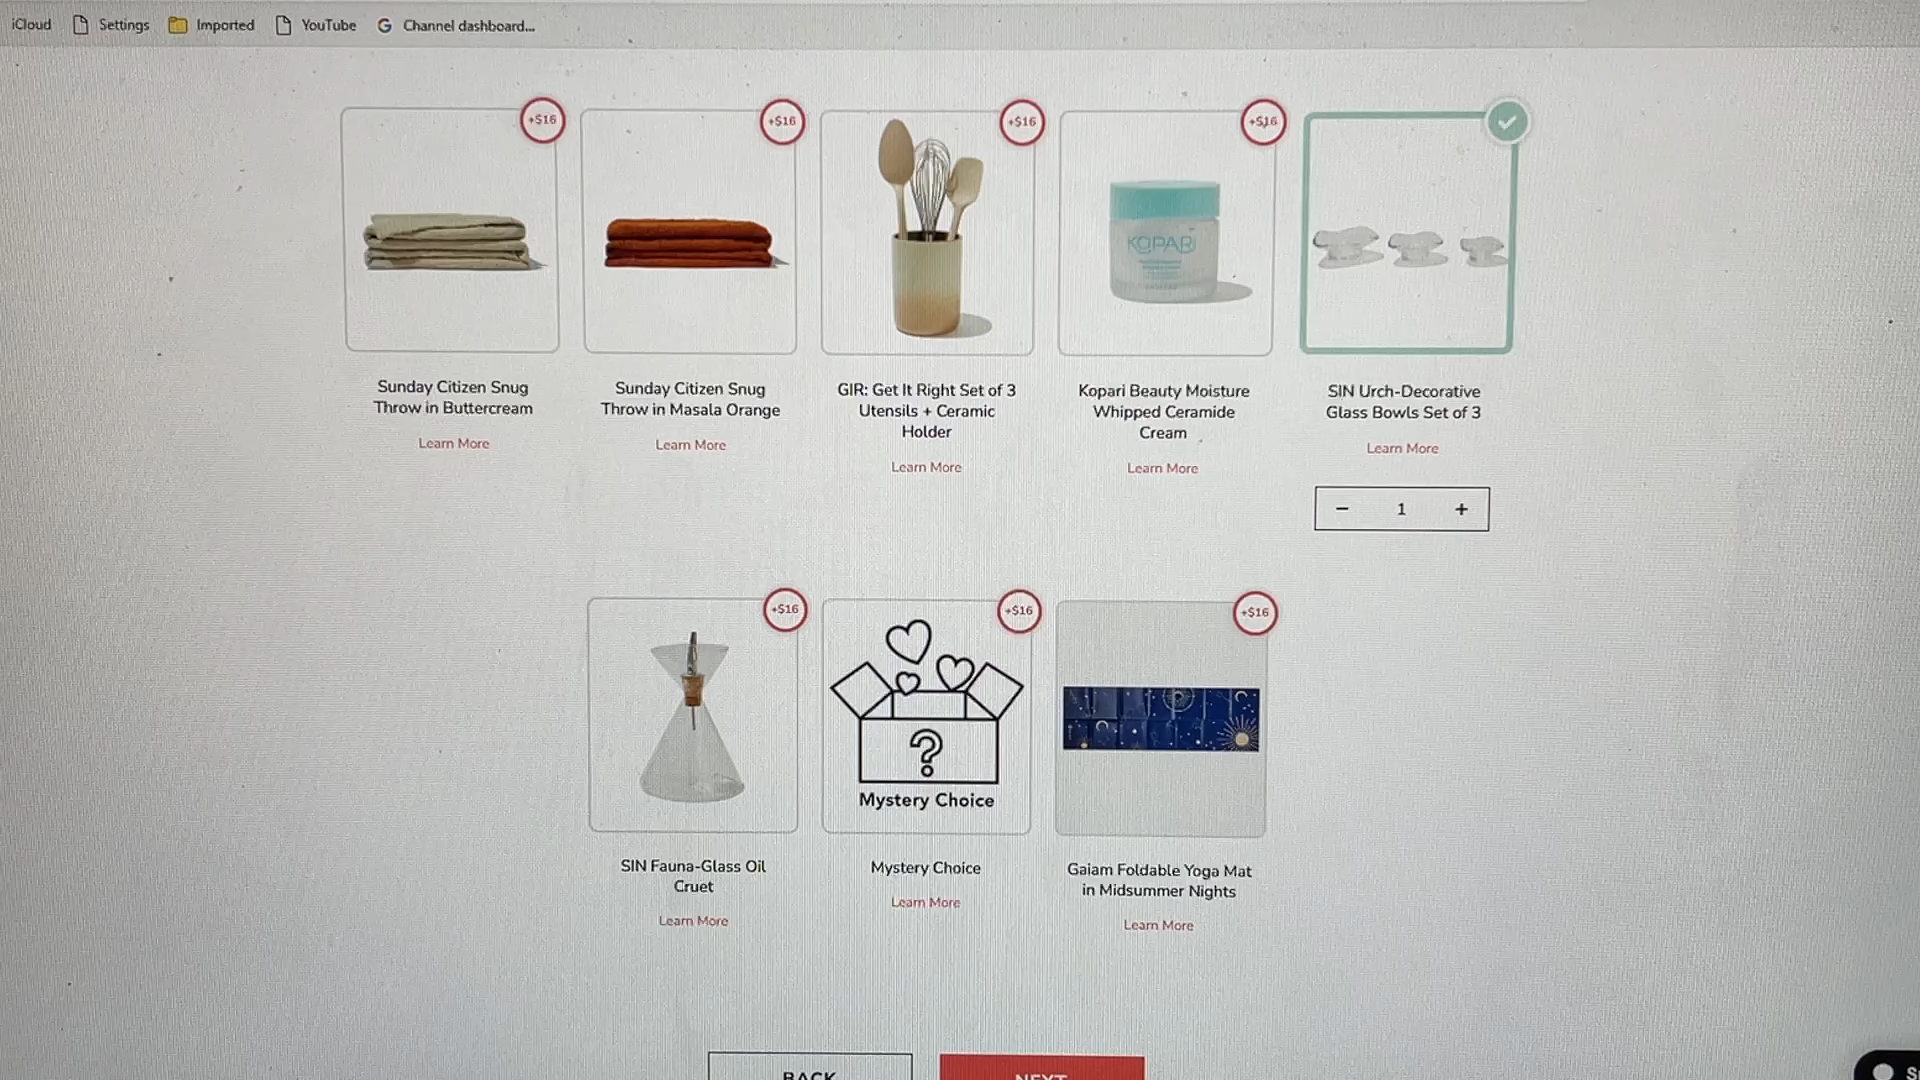 iCloud Settings Imported YouTube Channel dashboard...
+$16 +$16 +$16 +$16
KOPARI
Sunday Citizen Snug
Throw in Buttercream
Learn More
Sunday Citizen Snug
Throw in Masala Orange
Learn More
GIR: Get It Right Set of 3
Utensils + Ceramic
Holder
Learn More
Kopari Beauty Moisture
Whipped Ceramide
Cream
Learn More
SIN Urch-Decorative
Glass Bowls Set of 3
Learn More
− 1 +
+$16 +$16 +$16
?
Mystery Choice
SIN Fauna-Glass Oil
Cruet
Learn More
Mystery Choice
Learn More
Gaiam Foldable Yoga Mat
in Midsummer Nights
Learn More
BACK NEXT